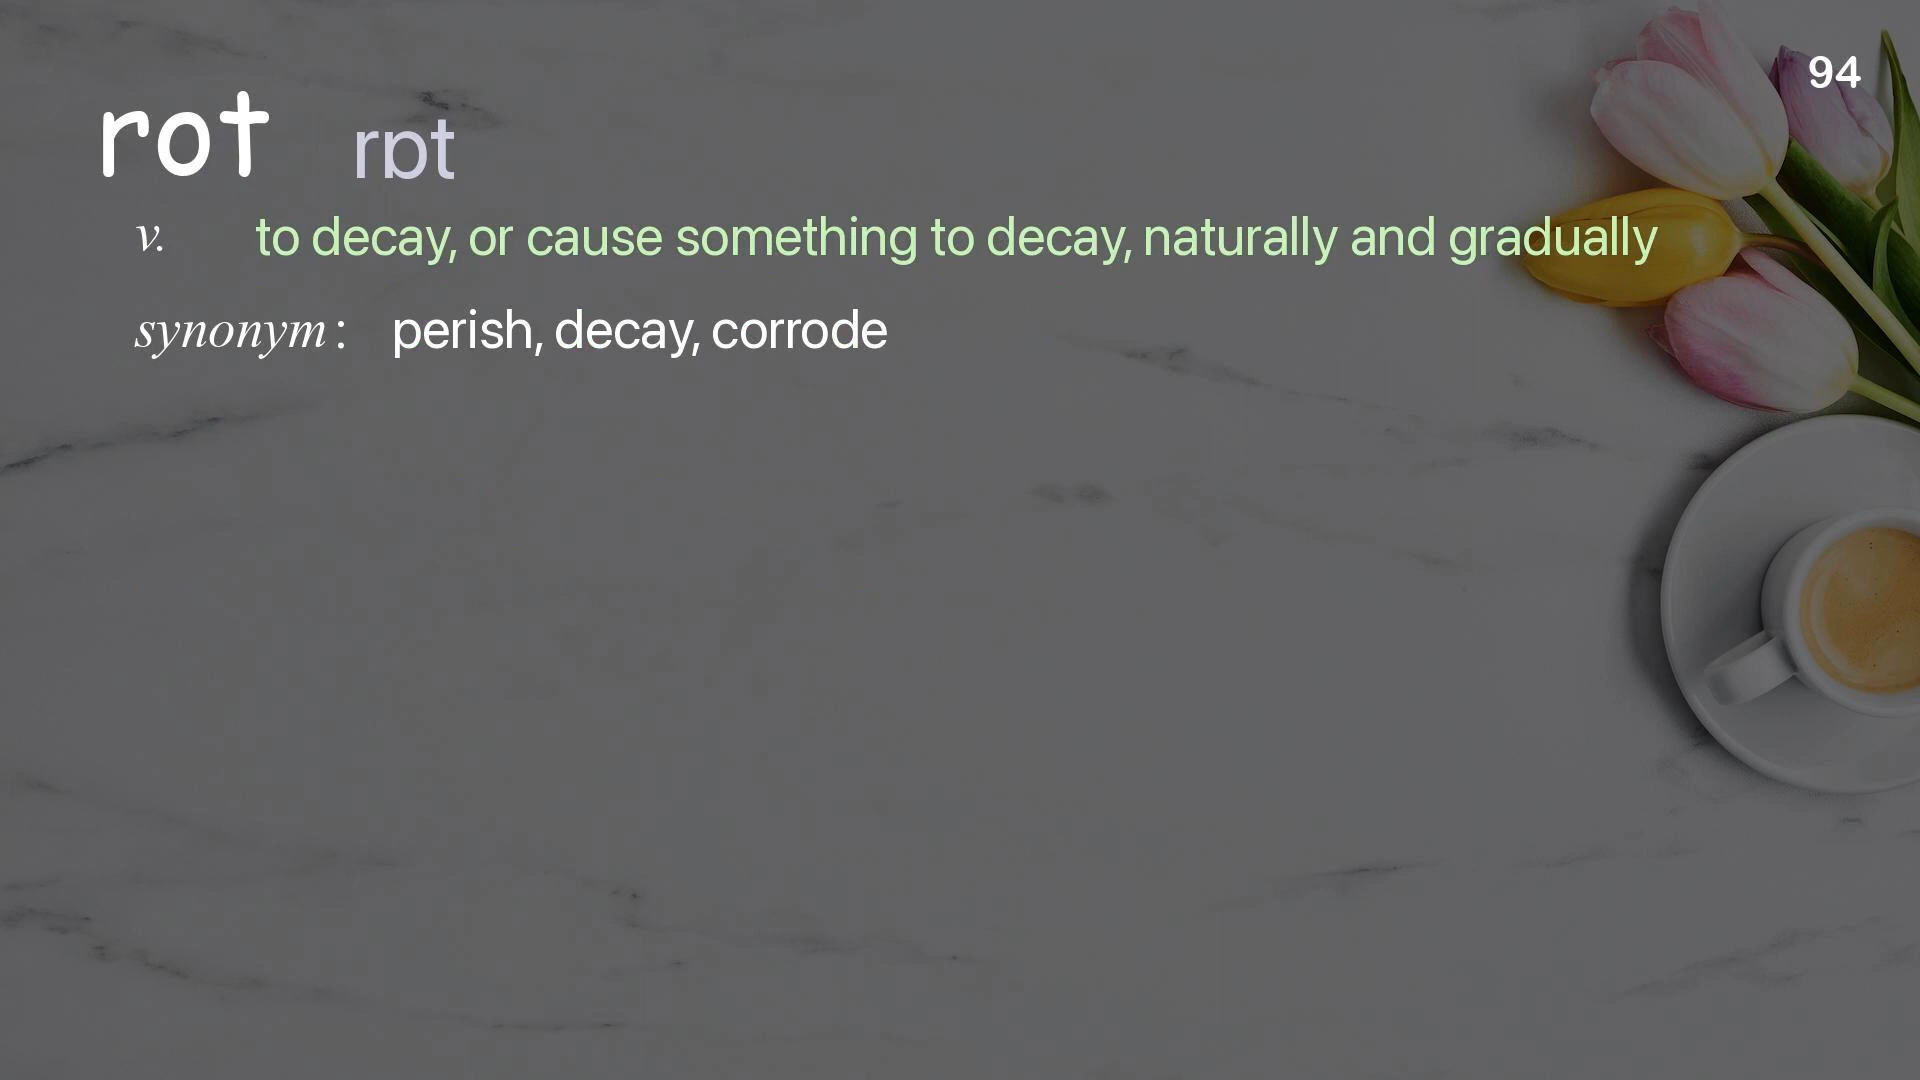 94
rot rɒt
v. to decay, or cause something to decay, naturally and gradually
synonym : perish, decay, corrode